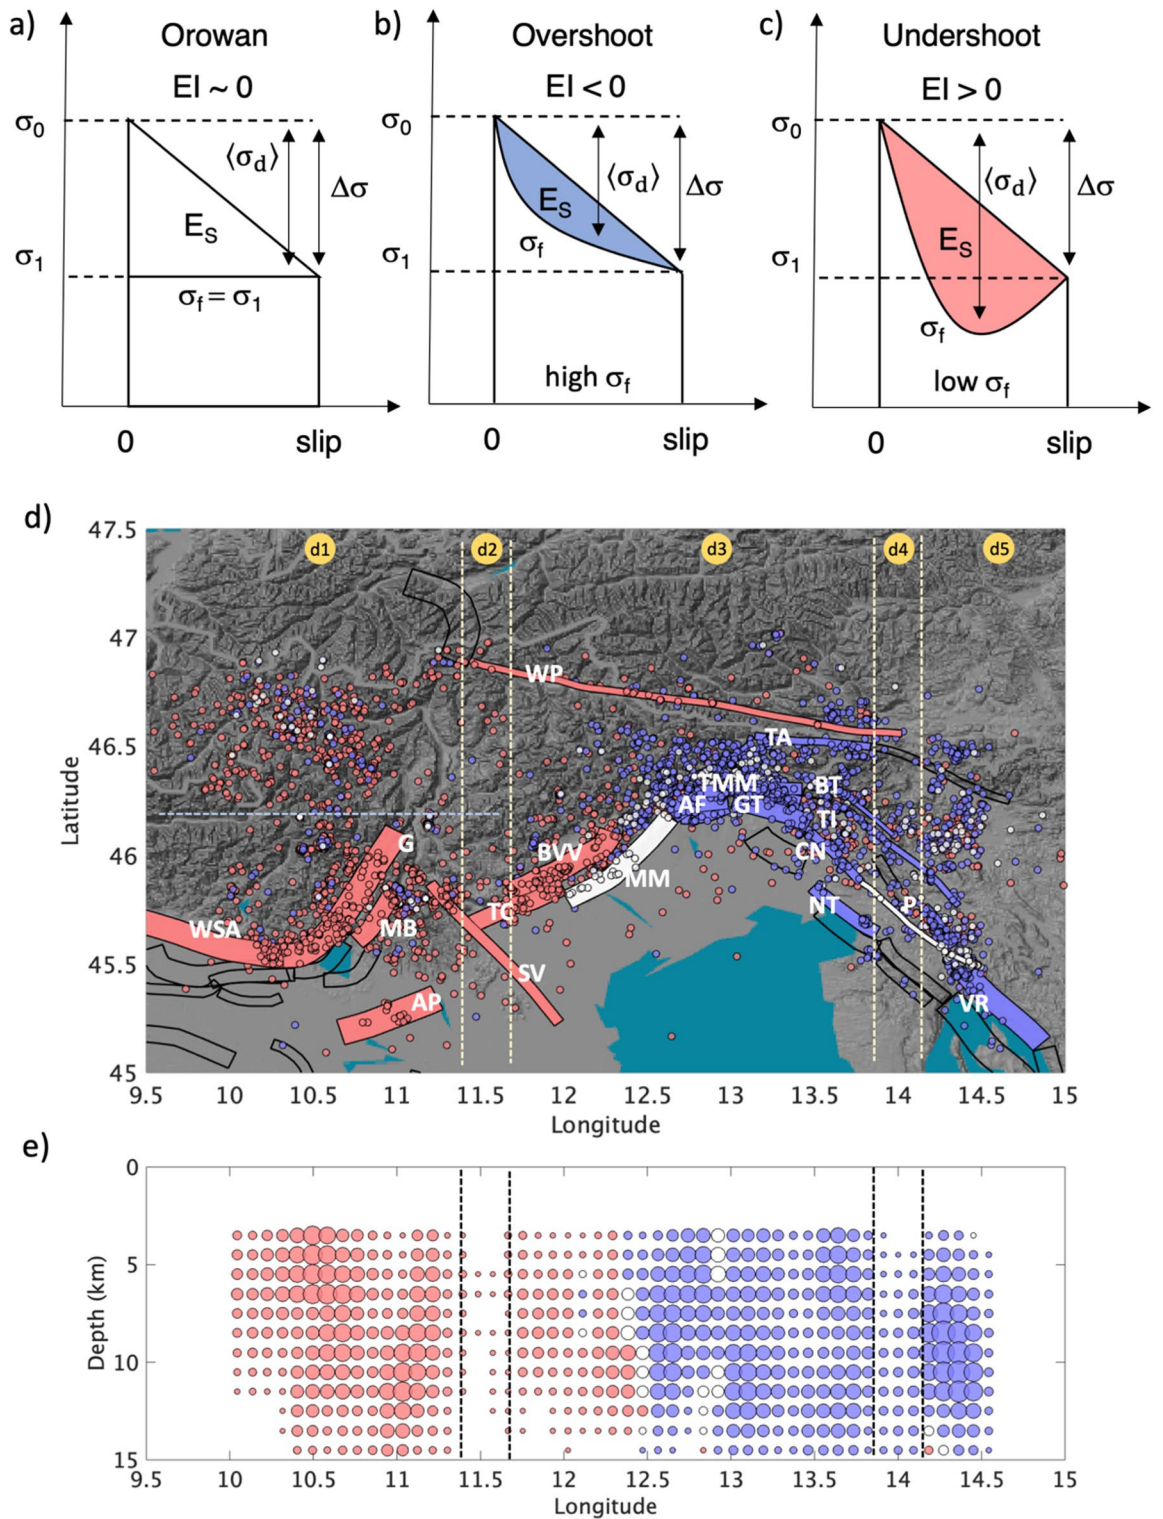 a)
Orowan
El ~ 0
σ0
⟨σd⟩
Δσ
ES
σ1
σf = σ1
0
slip
b)
Overshoot
El < 0
σ0
⟨σd⟩
Δσ
ES
σf
σ1
high σf
0
slip
c)
Undershoot
El > 0
σ0
⟨σd⟩
Δσ
ES
σ1
σf
low σf
0
slip
d)
47.5
47
46.5
46
45.5
45
Latitude
d1
d2
d3
d4
d5
WP
TA
TMM
BT
AF
GT
TI
G
BVV
CN
MM
WSA
MB
TC
NT
P
SV
AP
VR
9.5
10
10.5
11
11.5
12
12.5
13
13.5
14
14.5
15
Longitude
e)
0
5
10
15
Depth (km)
9.5
10
10.5
11
11.5
12
12.5
13
13.5
14
14.5
15
Longitude